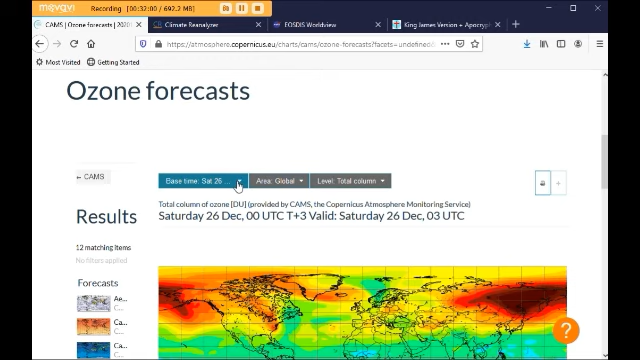 movavi Recording 00:32:00 / 692.2 MB
CAMS | Ozone forecasts | 2020
Climate Reanalyzer
EOSDIS Worldview
King James Version + Apocryph
https://atmosphere.copernicus.eu/charts/cams/ozone-forecasts?facets=undefined&
Most Visited Getting Started
Ozone forecasts
← CAMS
Base time: Sat 26 ...
Area: Global
Level: Total column
Total column of ozone [DU] (provided by CAMS, the Copernicus Atmosphere Monitoring Service)
Saturday 26 Dec, 00 UTC T+3 Valid: Saturday 26 Dec, 03 UTC
Results
12 matching items
No filters applied
Forecasts
Ae...
C...
Ca...
C...
Ca...
?